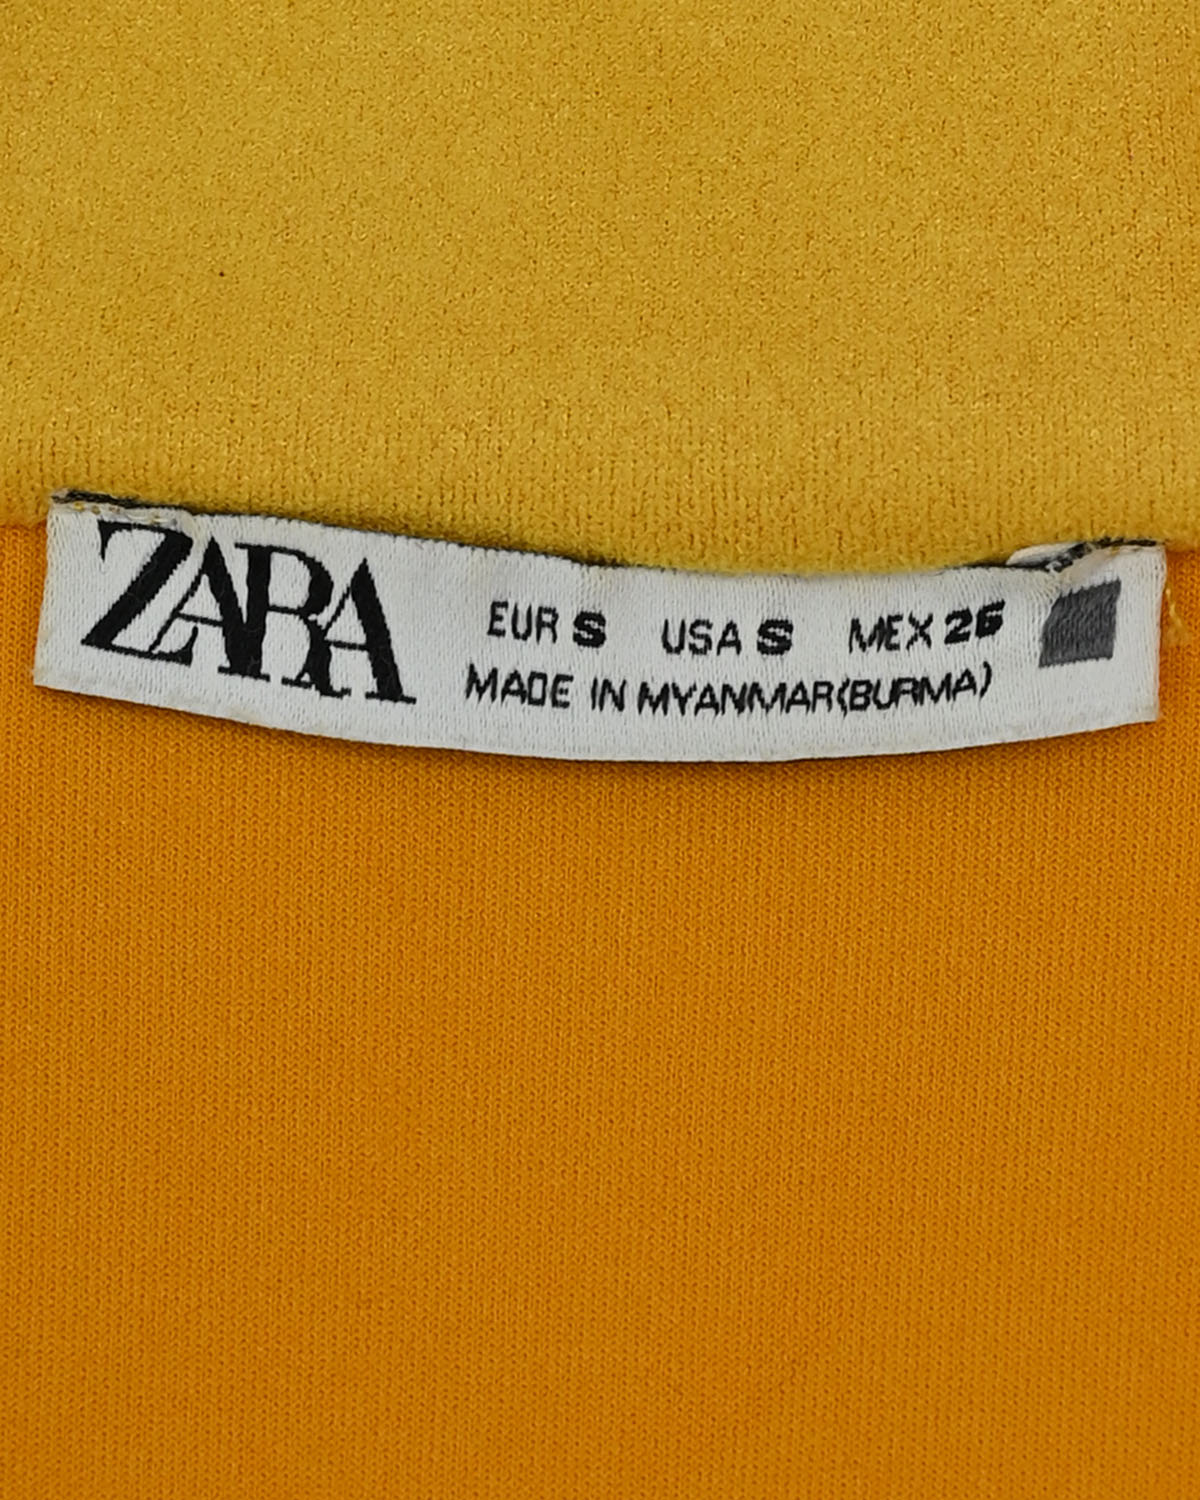 ZARA
EUR S USA S MEX 26
MADE IN MYANMAR(BURMA)